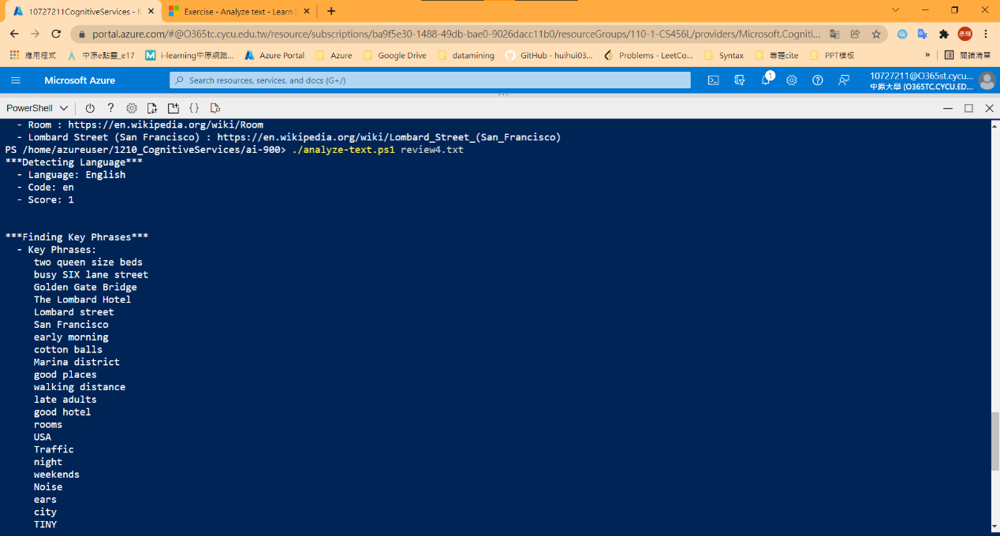 10727211CognitiveServices - M
Exercise - Analyze text - Learn |
portal.azure.com/#@O365tc.cycu.edu.tw/resource/subscriptions/ba9f5e30-1488-49db-bae0-9026dacc11b0/resourceGroups/110-1-CS456L/providers/Microsoft.Cogniti...
應用程式 中原e點靈_e17 i-learning中原網路... Azure Portal Azure Google Drive datamining GitHub - huihui03... Problems - LeetCo... Syntax 專題cite PPT模板 » 閱讀清單
Microsoft Azure
Search resources, services, and docs (G+/)
1
10727211@O365st.cycu...
中原大學 (O365TC.CYCU.ED...
PowerShell
- Room : https://en.wikipedia.org/wiki/Room
- Lombard Street (San Francisco) : https://en.wikipedia.org/wiki/Lombard_Street_(San_Francisco)
PS /home/azureuser/1210_CognitiveServices/ai-900> ./analyze-text.ps1 review4.txt
***Detecting Language***
- Language: English
- Code: en
- Score: 1
***Finding Key Phrases***
- Key Phrases:
two queen size beds
busy SIX lane street
Golden Gate Bridge
The Lombard Hotel
Lombard street
San Francisco
early morning
cotton balls
Marina district
good places
walking distance
late adults
good hotel
rooms
USA
Traffic
night
weekends
Noise
ears
city
TINY